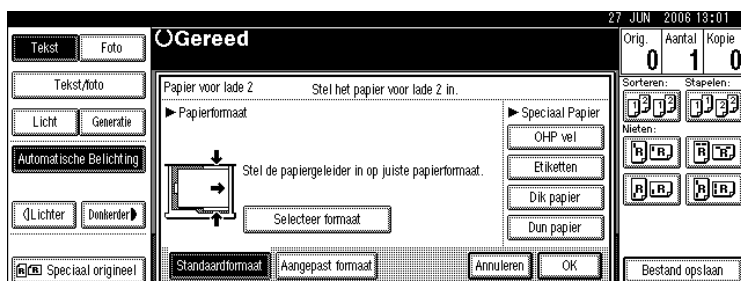 27 JUN 2006 13:01
Tekst
Foto
Tekst/foto
Licht
Generatie
Automatische Belichting
Lichter
Donkerder
Speciaal origineel
Gereed
Papier voor lade 2
Stel het papier voor lade 2 in.
Papierformaat
Stel de papiergeleider in op juiste papierformaat.
Selecteer formaat
Standaardformaat
Aangepast formaat
Speciaal Papier
OHP vel
Etiketten
Dik papier
Dun papier
Annuleren
OK
Orig.
Aantal
Kopie
0
1
0
Sorteren:
Stapelen:
Nieten:
Bestand opslaan